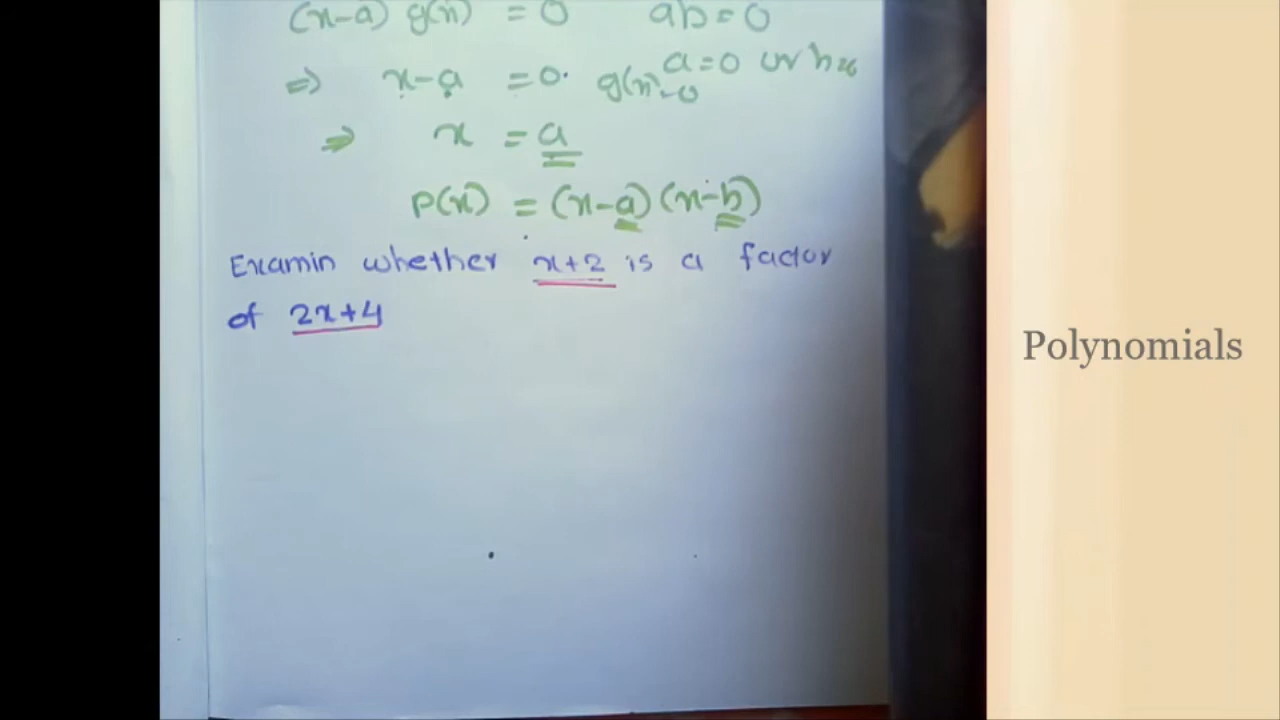 (x-a) g(x) = 0 ab = 0
⇒ x-a = 0. g(x) = 0 a = 0 or b
⇒ x = a
P(x) = (x-a)(x-b)
Examin whether x+2 is a factor
of 2x+4
Polynomials